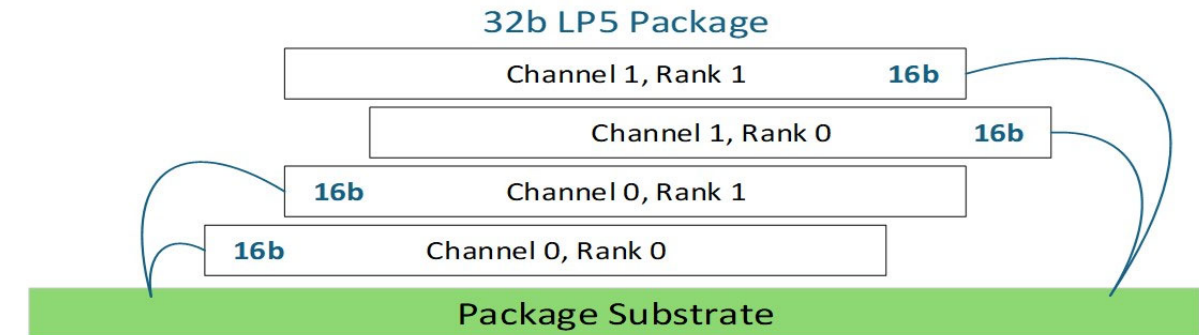 32b LP5 Package
Channel 1, Rank 1 16b
Channel 1, Rank 0 16b
16b Channel 0, Rank 1
16b Channel 0, Rank 0
Package Substrate